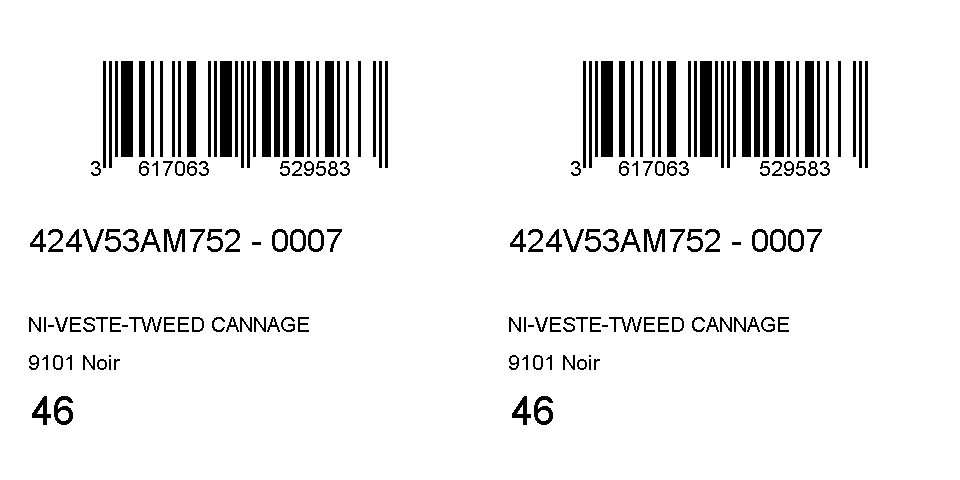 3 617063 529583
424V53AM752 - 0007
NI-VESTE-TWEED CANNAGE
9101 Noir
46
3 617063 529583
424V53AM752 - 0007
NI-VESTE-TWEED CANNAGE
9101 Noir
46